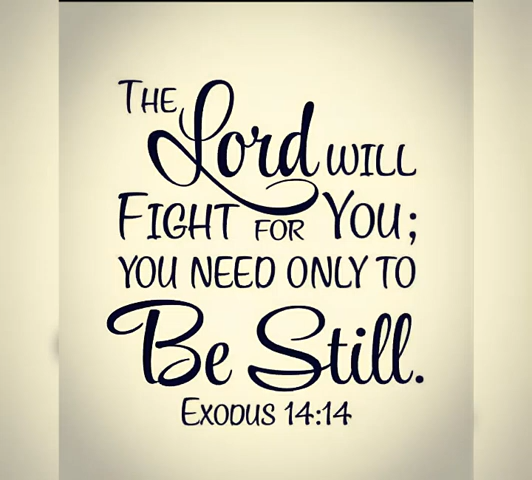 The Lord will
Fight for You;
you need only to
Be Still.
Exodus 14:14